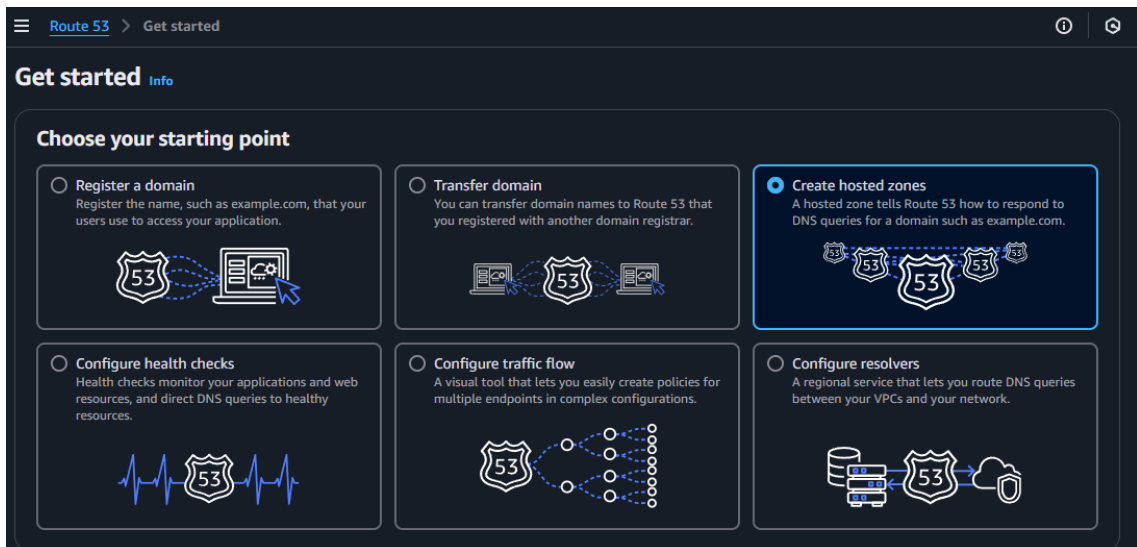 Route 53 > Get started
Get started Info
Choose your starting point
Register a domain
Register the name, such as example.com, that your
users use to access your application.
53
Transfer domain
You can transfer domain names to Route 53 that
you registered with another domain registrar.
53
Create hosted zones
A hosted zone tells Route 53 how to respond to
DNS queries for a domain such as example.com.
53 53 53 53 53
Configure health checks
Health checks monitor your applications and web
resources, and direct DNS queries to healthy
resources.
53
Configure traffic flow
A visual tool that lets you easily create policies for
multiple endpoints in complex configurations.
53
Configure resolvers
A regional service that lets you route DNS queries
between your VPCs and your network.
53